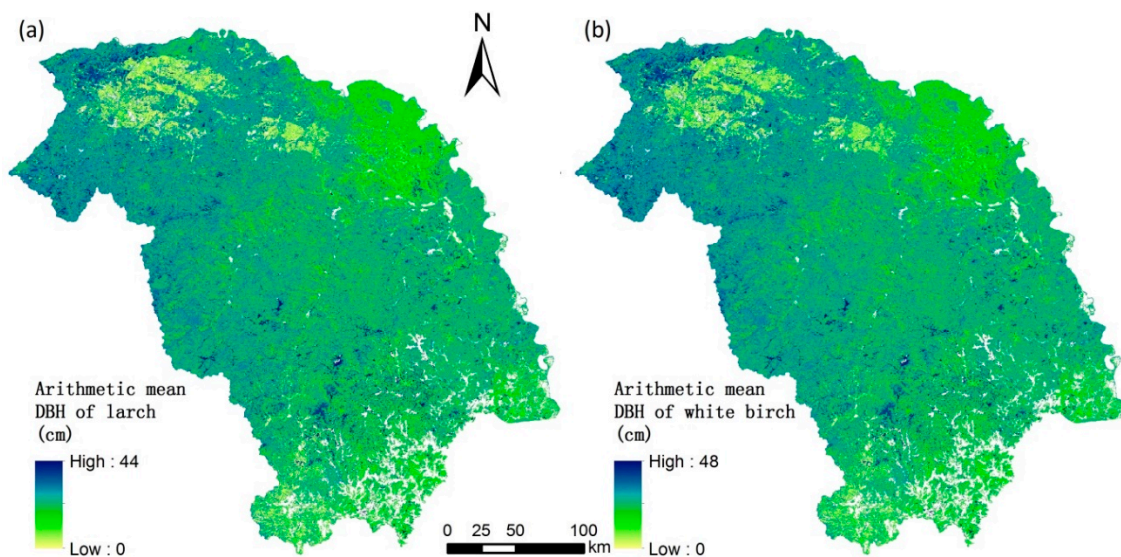 (a)
N
(b)
Arithmetic mean
DBH of larch
(cm)
High : 44
Low : 0
0 25 50 100
km
Arithmetic mean
DBH of white birch
(cm)
High : 48
Low : 0